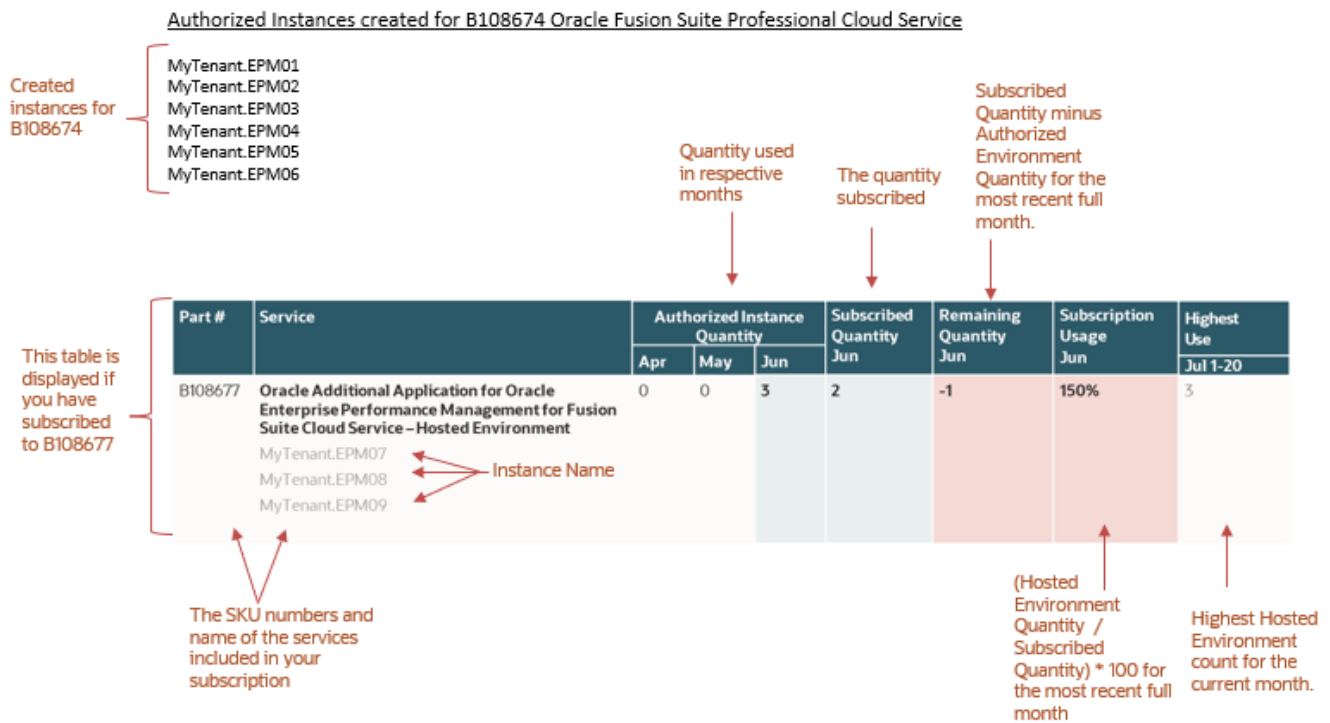 Authorized Instances created for B108674 Oracle Fusion Suite Professional Cloud Service
Created
instances for
B108674
MyTenant.EPM01
MyTenant.EPM02
MyTenant.EPM03
MyTenant.EPM04
MyTenant.EPM05
MyTenant.EPM06
Quantity used
in respective
months
The quantity
subscribed
Subscribed
Quantity minus
Authorized
Environment
Quantity for the
most recent full
month.
This table is
displayed if
you have
subscribed
to B108677
Part #
Service
Authorized Instance
Quantity
Apr
May
Jun
Subscribed
Quantity
Jun
Remaining
Quantity
Jun
Subscription
Usage
Jun
Highest
Use
Jul 1-20
B108677
Oracle Additional Application for Oracle
Enterprise Performance Management for Fusion
Suite Cloud Service – Hosted Environment
0
0
3
2
-1
150%
3
MyTenant.EPM07
MyTenant.EPM08
MyTenant.EPM09
Instance Name
The SKU numbers and
name of the services
included in your
subscription
(Hosted
Environment
Quantity /
Subscribed
Quantity) * 100 for
the most recent full
month
Highest Hosted
Environment
count for the
current month.